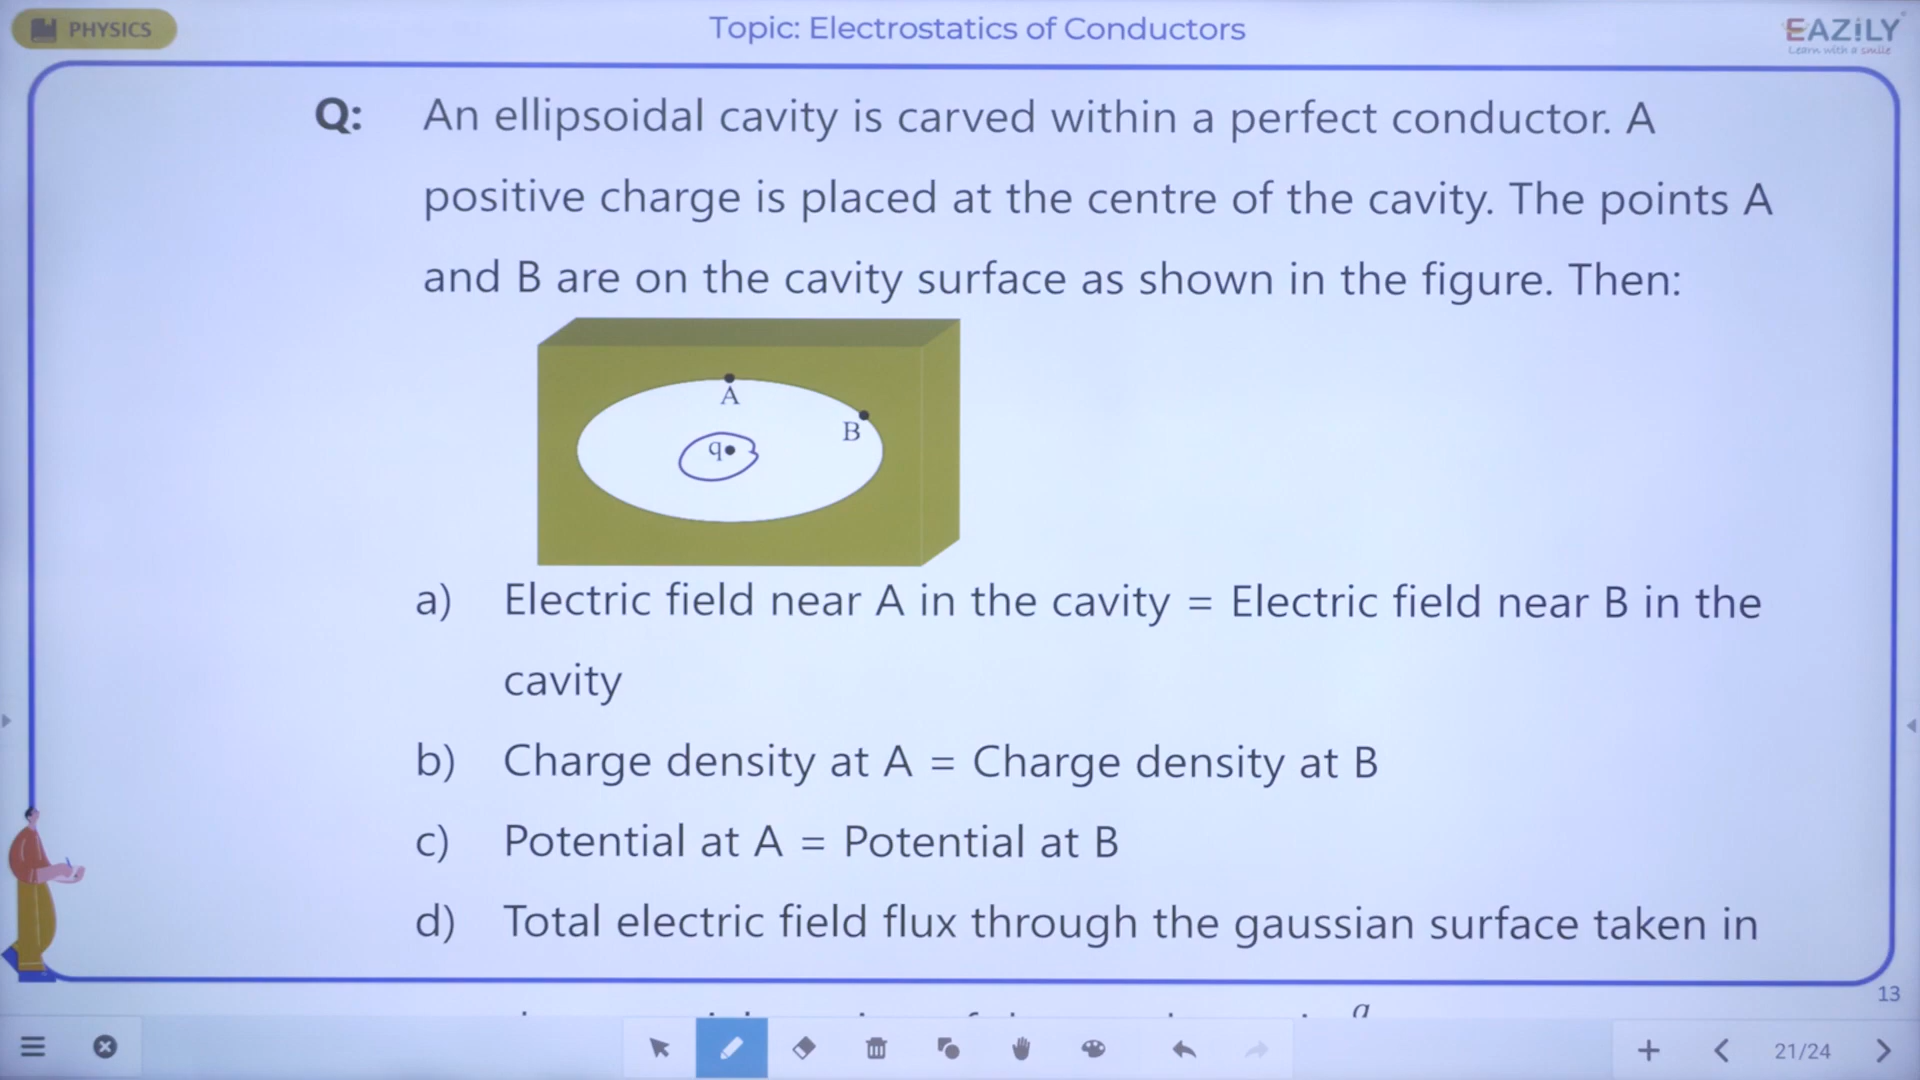 PHYSICS
Topic: Electrostatics of Conductors
EAZiLY
Learn with a smile
Q: An ellipsoidal cavity is carved within a perfect conductor. A
positive charge is placed at the centre of the cavity. The points A
and B are on the cavity surface as shown in the figure. Then:
A
B
q
a) Electric field near A in the cavity = Electric field near B in the
cavity
b) Charge density at A = Charge density at B
c) Potential at A = Potential at B
d) Total electric field flux through the gaussian surface taken in
13
21/24